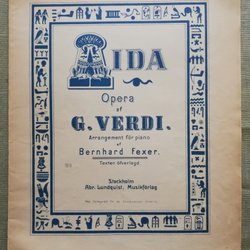 AIDA
Opera
af
G. VERDI.
Arrangement för piano
af
Bernhard Fexer.
Texten öfverlagd.
Stockholm
Abr. Lundquist, Musikförlag